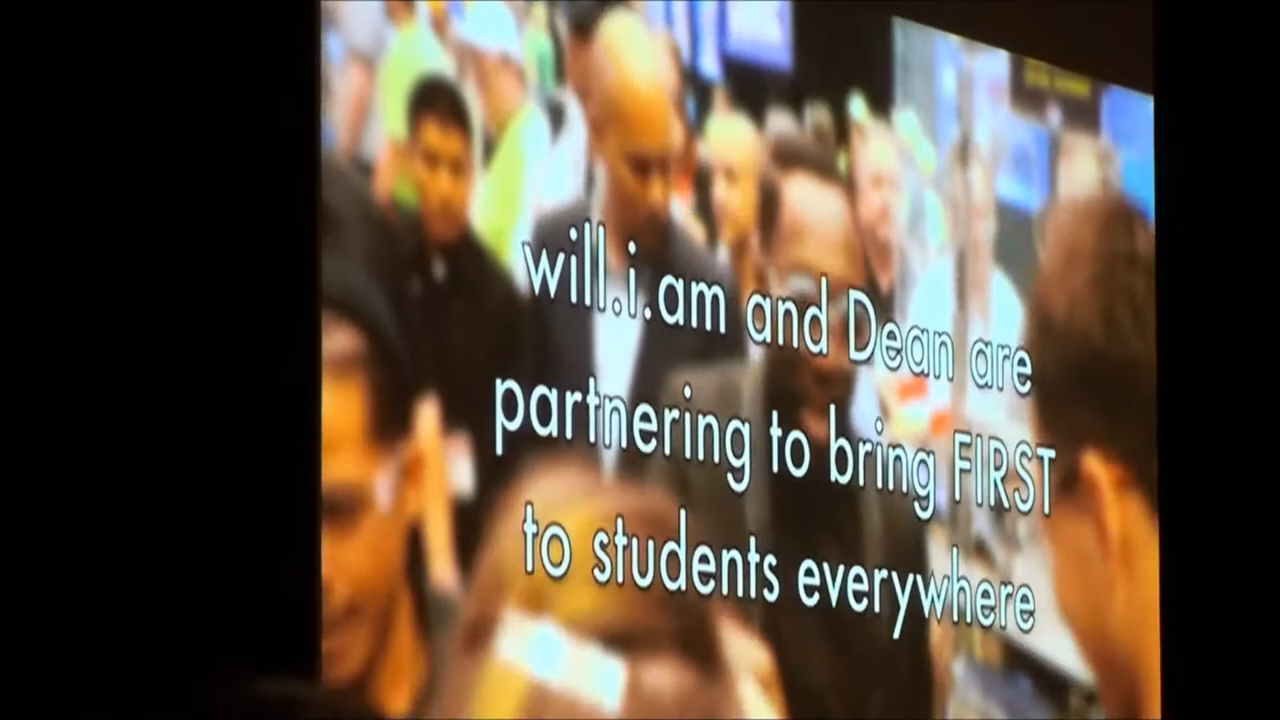 will.i.am and Dean are
partnering to bring FIRST
to students everywhere